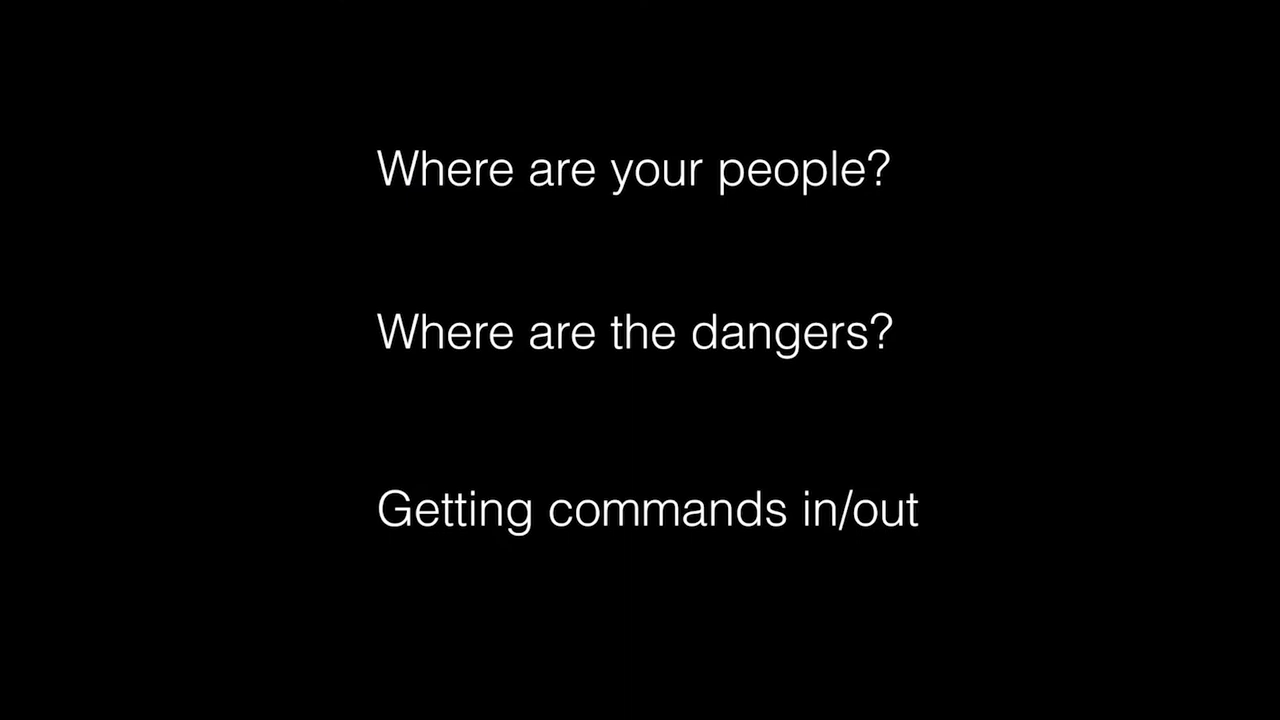 Where are your people?
Where are the dangers?
Getting commands in/out